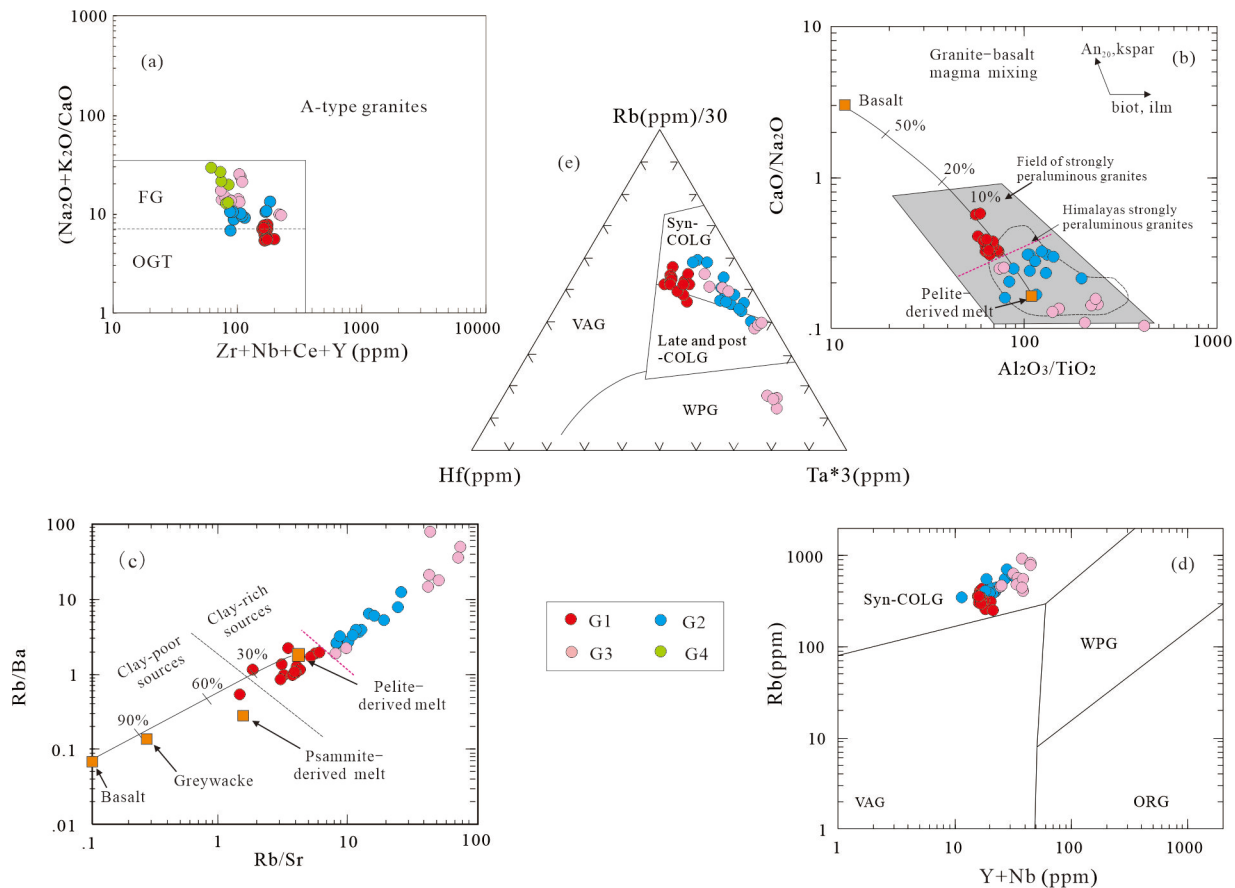 1000
100
10
1
(Na2O+K2O/CaO
(a)
A-type granites
FG
OGT
10
100
1000
10000
Zr+Nb+Ce+Y (ppm)
Rb(ppm)/30
(e)
Syn-
COLG
VAG
Late and post
-COLG
WPG
Hf(ppm)
Ta*3(ppm)
10
1
.1
CaO/Na2O
Granite-basalt
magma mixing
An20,kspar
(b)
biot, ilm
Basalt
50%
20%
10%
Field of strongly
peraluminous granites
Himalayas strongly
peraluminous granites
Pelite-
derived melt
10
100
1000
Al2O3/TiO2
100
10
1
0.1
.01
Rb/Ba
(c)
Clay-rich
sources
Clay-poor
sources
30%
60%
90%
Pelite-
derived melt
Psammite-
derived melt
Greywacke
Basalt
.1
1
10
100
Rb/Sr
G1
G2
G3
G4
1000
100
10
1
Rb(ppm)
(d)
Syn-COLG
WPG
VAG
ORG
1
10
100
1000
Y+Nb (ppm)